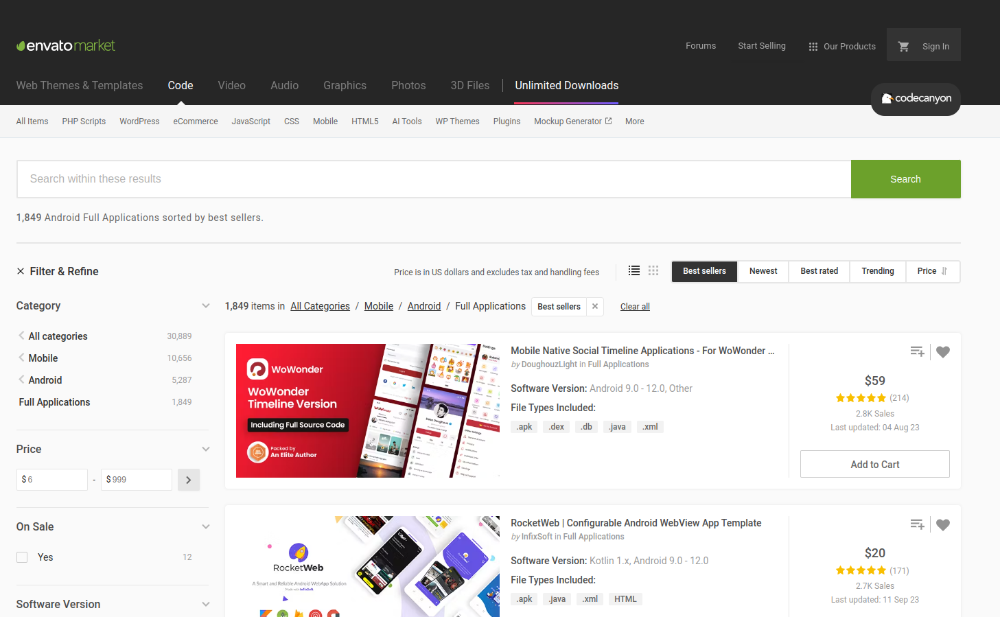 envatomarket
Forums
Start Selling
Our Products
Sign In
Web Themes & Templates
Code
Video
Audio
Graphics
Photos
3D Files
Unlimited Downloads
codecanyon
All Items
PHP Scripts
WordPress
eCommerce
JavaScript
CSS
Mobile
HTML5
AI Tools
WP Themes
Plugins
Mockup Generator
More
Search within these results
Search
1,849 Android Full Applications sorted by best sellers.
Filter & Refine
Price is in US dollars and excludes tax and handling fees
Best sellers
Newest
Best rated
Trending
Price
Category
All categories 30,889
Mobile 10,656
Android 5,287
Full Applications 1,849
Price
$ 6 - $ 999
On Sale
Yes 12
Software Version
1,849 items in All Categories / Mobile / Android / Full Applications
Best sellers
Clear all
WoWonder
WoWonder
Timeline Version
Including Full Source Code
Packed by
An Elite Author
Mobile Native Social Timeline Applications - For WoWonder ...
by DoughouzLight in Full Applications
Software Version: Android 9.0 - 12.0, Other
File Types Included:
.apk .dex .db .java .xml
$59
(214)
2.8K Sales
Last updated: 04 Aug 23
Add to Cart
RocketWeb
A Smart and Reliable Android WebApp Solution
Made with InfixSoft
RocketWeb | Configurable Android WebView App Template
by InfixSoft in Full Applications
Software Version: Kotlin 1.x, Android 9.0 - 12.0
File Types Included:
.apk .java .xml HTML
$20
(171)
2.7K Sales
Last updated: 11 Sep 23